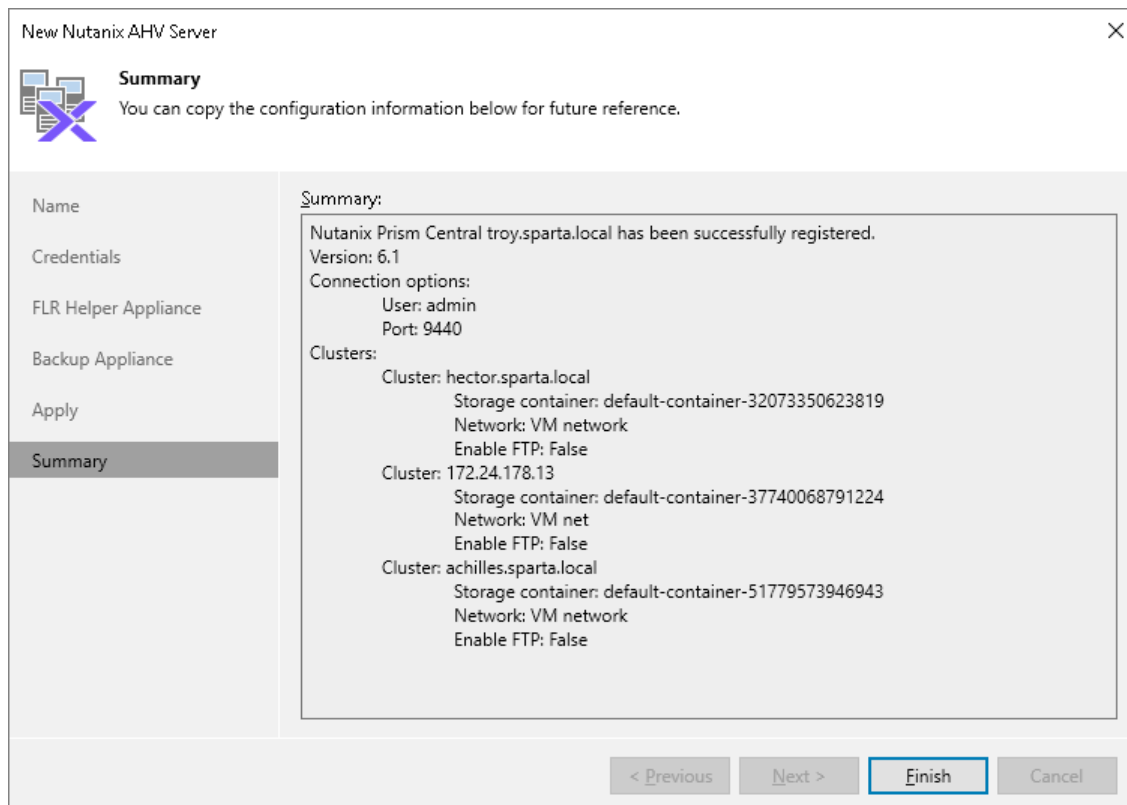 New Nutanix AHV Server
Summary
You can copy the configuration information below for future reference.
Name
Credentials
FLR Helper Appliance
Backup Appliance
Apply
Summary
Summary:
Nutanix Prism Central troy.sparta.local has been successfully registered.
Version: 6.1
Connection options:
User: admin
Port: 9440
Clusters:
Cluster: hector.sparta.local
Storage container: default-container-32073350623819
Network: VM network
Enable FTP: False
Cluster: 172.24.178.13
Storage container: default-container-37740068791224
Network: VM net
Enable FTP: False
Cluster: achilles.sparta.local
Storage container: default-container-51779573946943
Network: VM network
Enable FTP: False
< Previous
Next >
Finish
Cancel